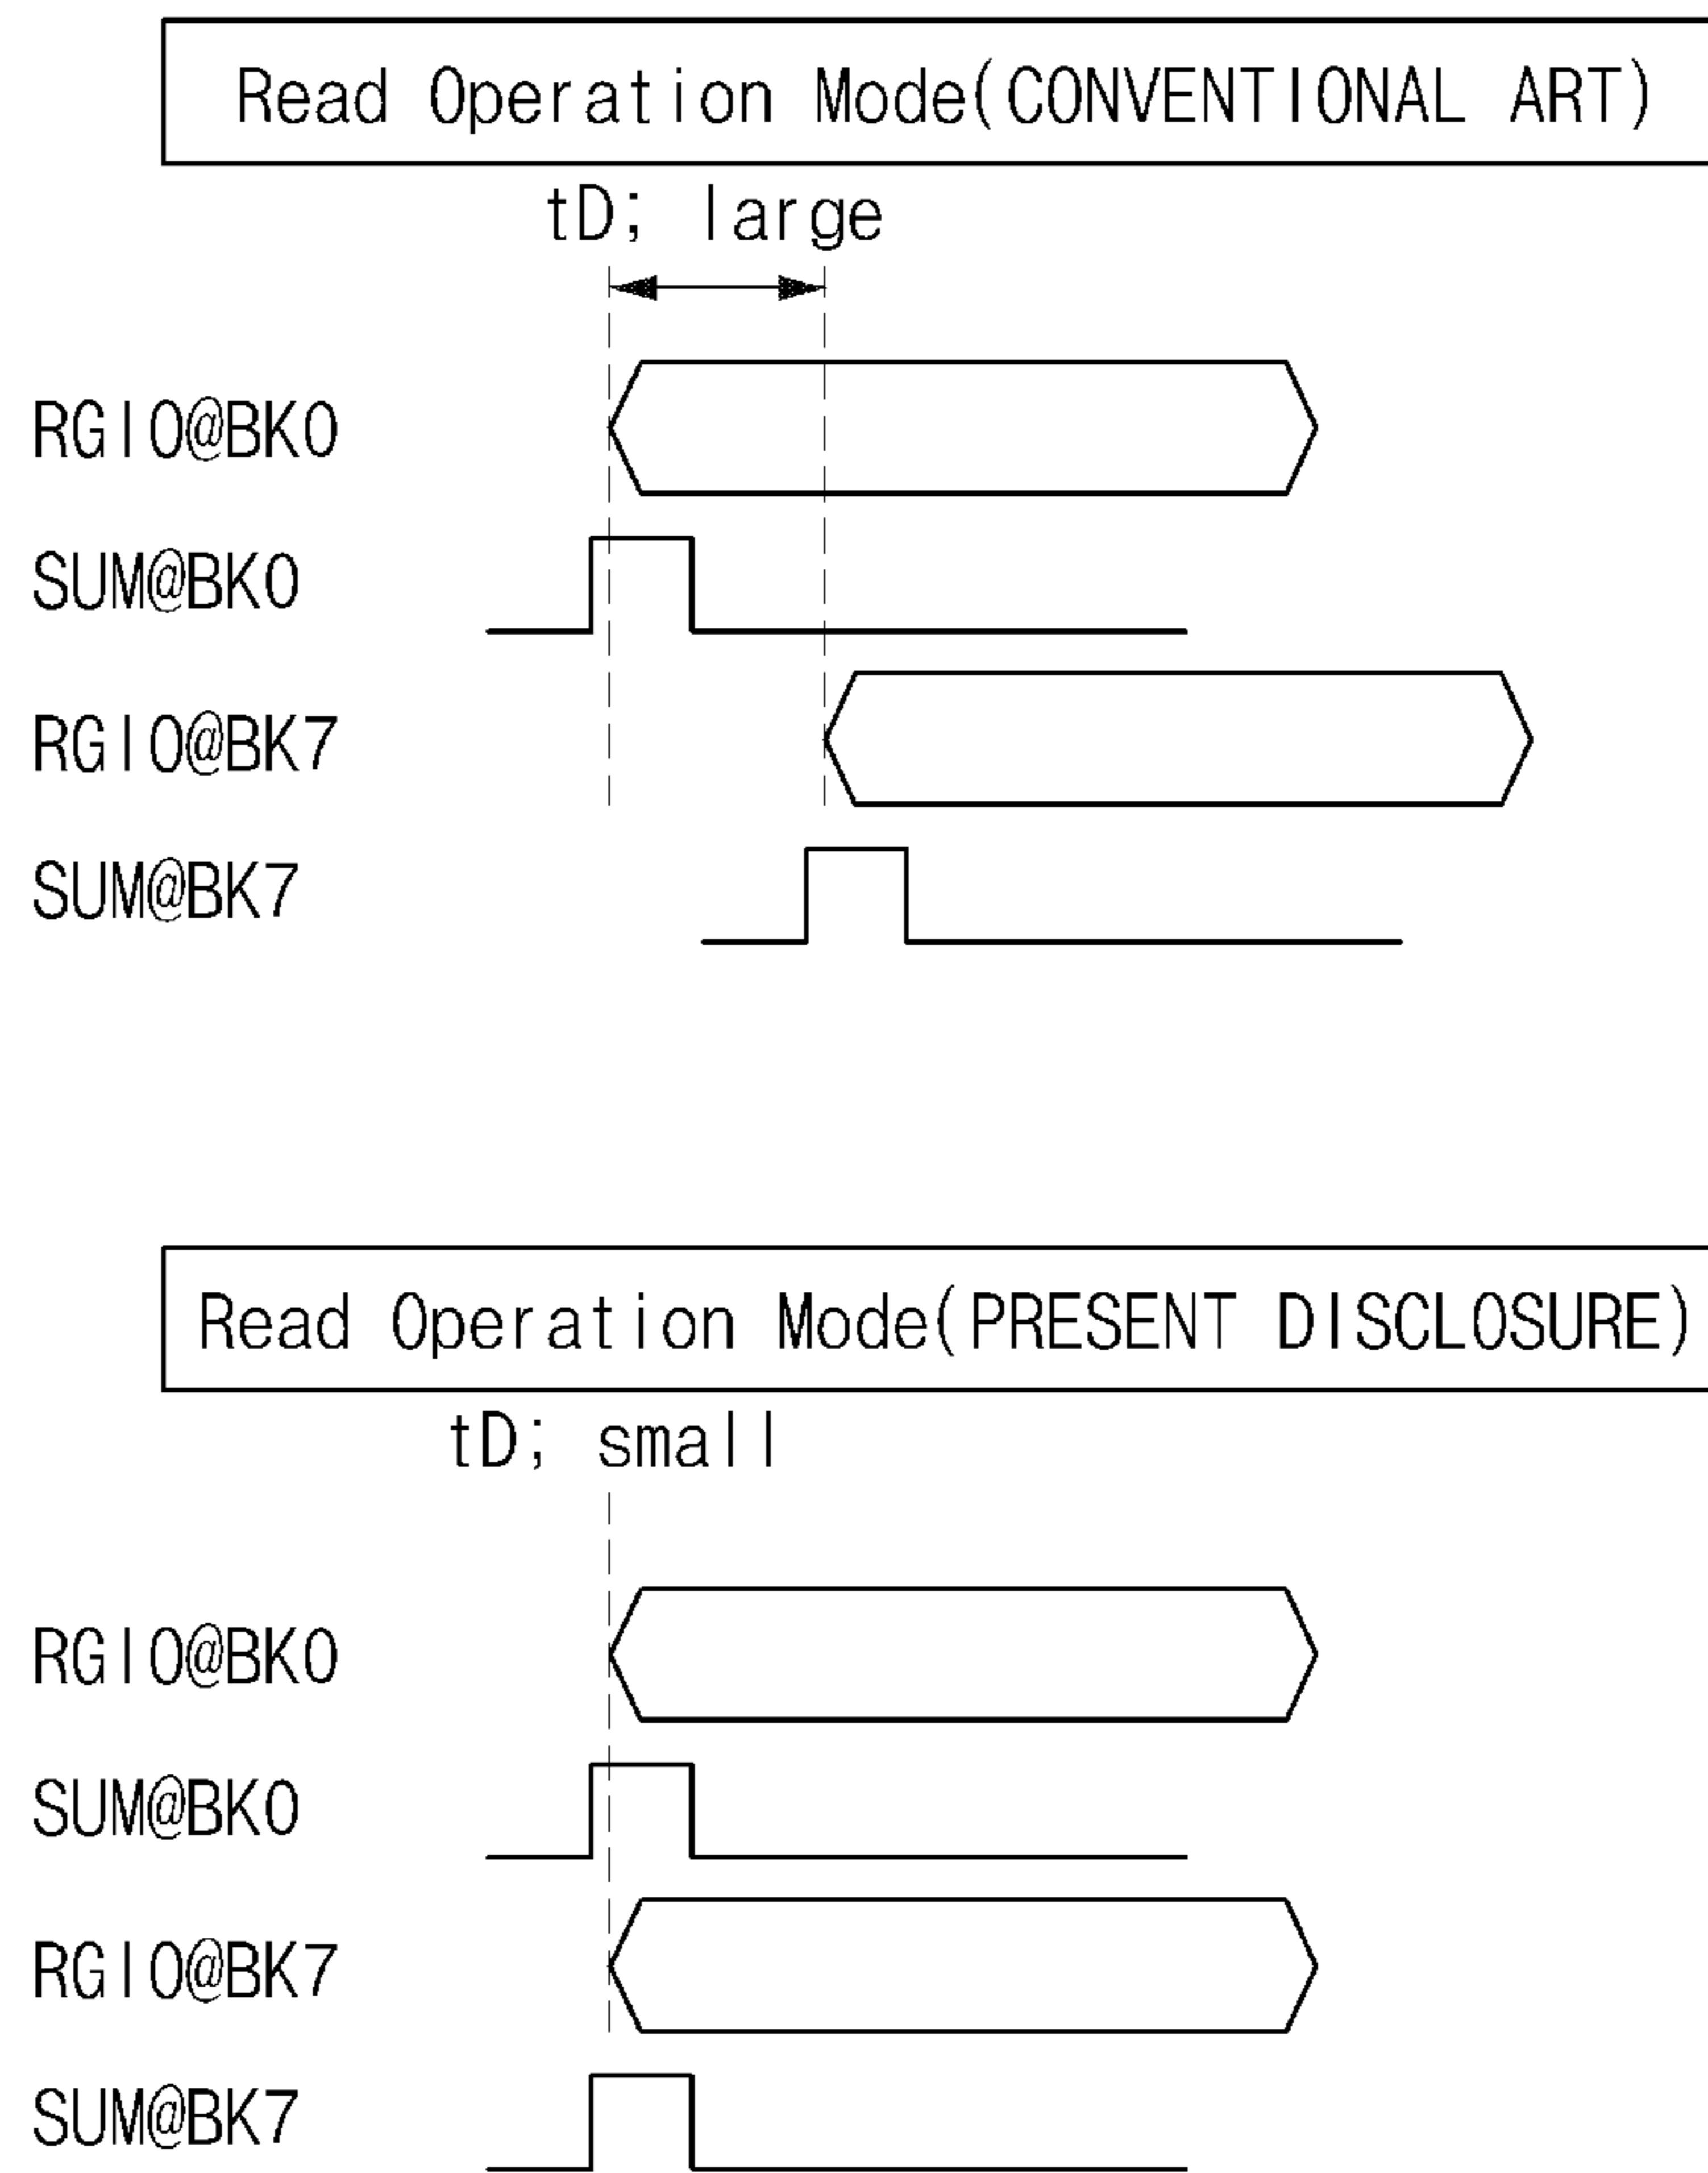 Read Operation Mode(CONVENTIONAL ART)
tD; large
RGIO@BK0
SUM@BK0
RGIO@BK7
SUM@BK7
Read Operation Mode(PRESENT DISCLOSURE)
tD; small
RGIO@BK0
SUM@BK0
RGIO@BK7
SUM@BK7